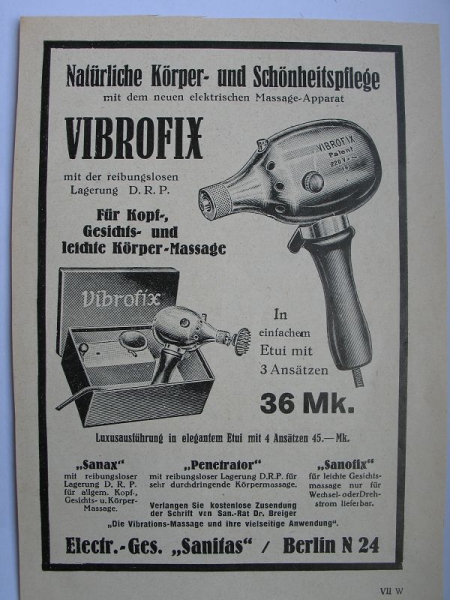 Natürliche Körper- und Schönheitspflege
mit dem neuen elektrischen Massage-Apparat
VIBROFIX
mit der reibungslosen
Lagerung D. R. P.
Für Kopf-,
Gesichts- und
leichte Körper-Massage
VIBROFIX
Patent
220 V
Vibrofix
In
einfachem
Etui mit
3 Ansätzen
36 Mk.
Luxusausführung in elegantem Etui mit 4 Ansätzen 45.— Mk.
„Sanax"
mit reibungsloser
Lagerung D. R. P.
für allgem. Kopf-,
Gesichts- u. Körper-
Massage.
„Penetrator"
mit reibungsloser Lagerung D.R.P. für
sehr durchdringende Körpermassage.
„Sanofix"
für leichte Gesichts-
massage nur für
Wechsel- oder Dreh-
strom lieferbar.
Verlangen Sie kostenlose Zusendung
der Schrift von San.-Rat Dr. Breiger
„Die Vibrations-Massage und ihre vielseitige Anwendung".
Electr.-Ges. „Sanitas" / Berlin N 24
VII W